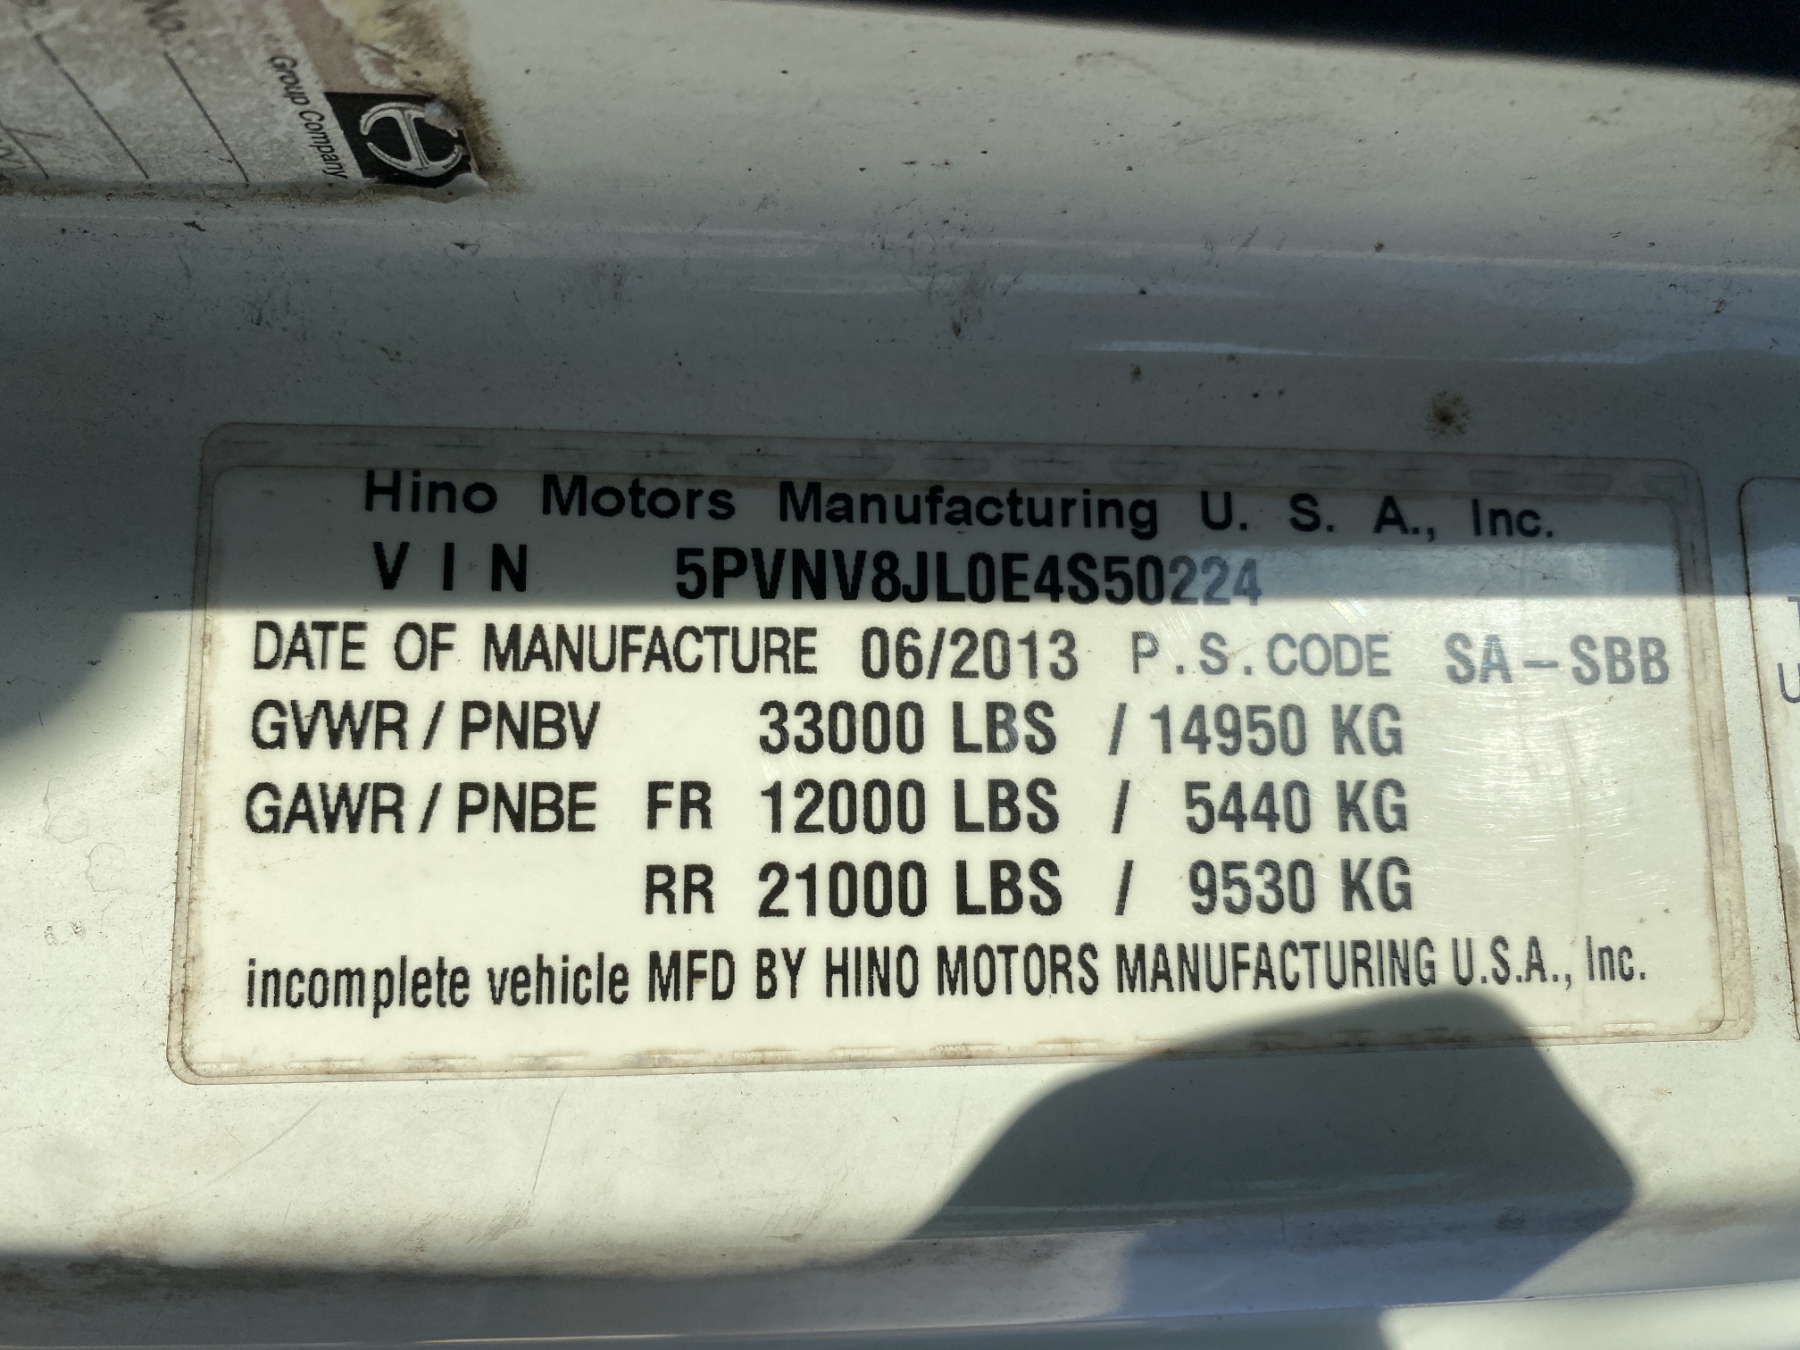 No.
Group Company
Hino Motors Manufacturing U. S. A., Inc.
V I N 5PVNV8JL0E4S50224
DATE OF MANUFACTURE 06/2013 P.S.CODE SA-SBB
GVWR / PNBV 33000 LBS / 14950 KG
GAWR / PNBE FR 12000 LBS / 5440 KG
RR 21000 LBS / 9530 KG
incomplete vehicle MFD BY HINO MOTORS MANUFACTURING U.S.A., Inc.